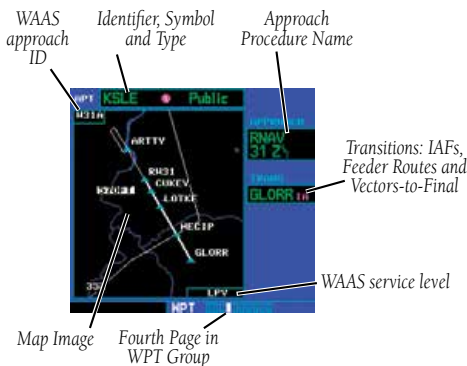 WAAS approach ID
Identifier, Symbol and Type
Approach Procedure Name
APT KSLE Public
W31A
APPROACH
RNAV
31 Z
ARTTY
RW31
CUKEV
LOTKE
TRANS
GLORR IA
Transitions: IAFs, Feeder Routes and Vectors-to-Final
HECIP
GLORR
LPV
WAAS service level
WPT
Map Image
Fourth Page in WPT Group